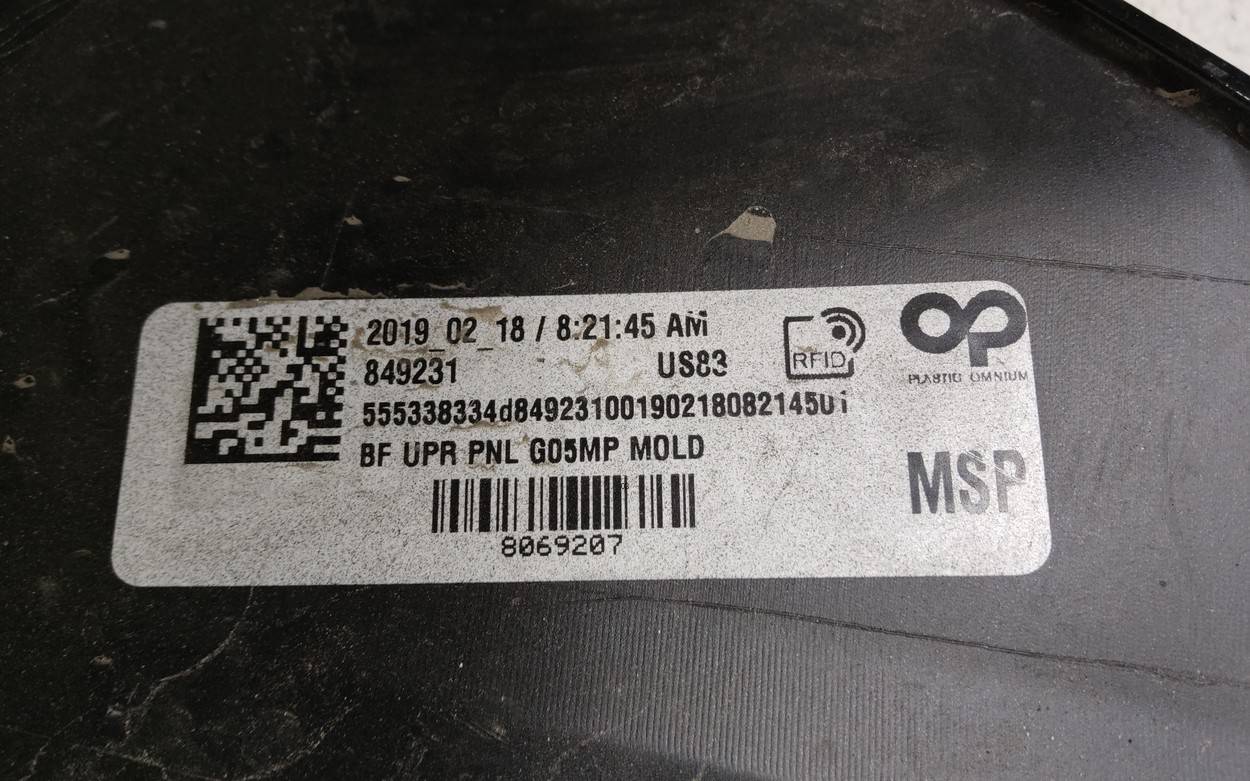 2019_02_18 / 8:21:45 AM
849231 US83
RFID
PLASTIC OMNIUM
555338334d849231001902180821450i
BF UPR PNL G05MP MOLD
MSP
8069207